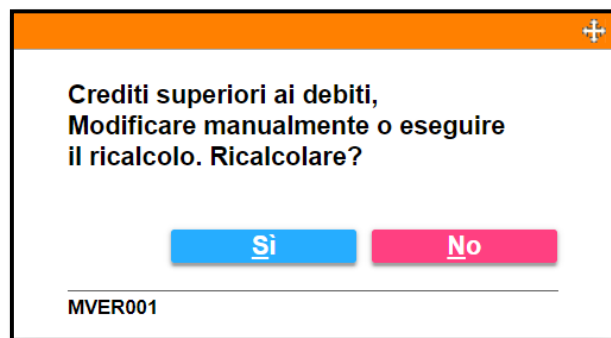 Crediti superiori ai debiti,
Modificare manualmente o eseguire
il ricalcolo. Ricalcolare?
Sì
No
MVER001